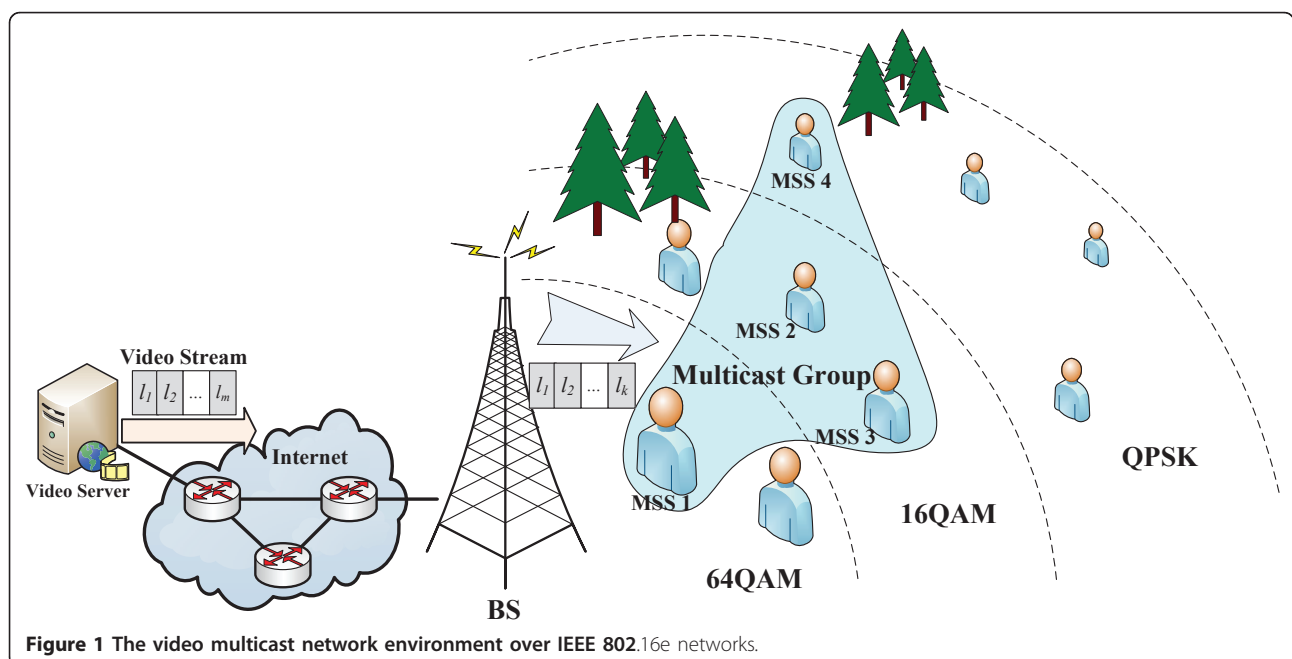 MSS 4
MSS 2
Video Stream
l1 l2 ... lm
l1 l2 ... lk
Multicast Group
MSS 3
Internet
QPSK
Video Server
MSS 1
16QAM
64QAM
BS
Figure 1 The video multicast network environment over IEEE 802.16e networks.